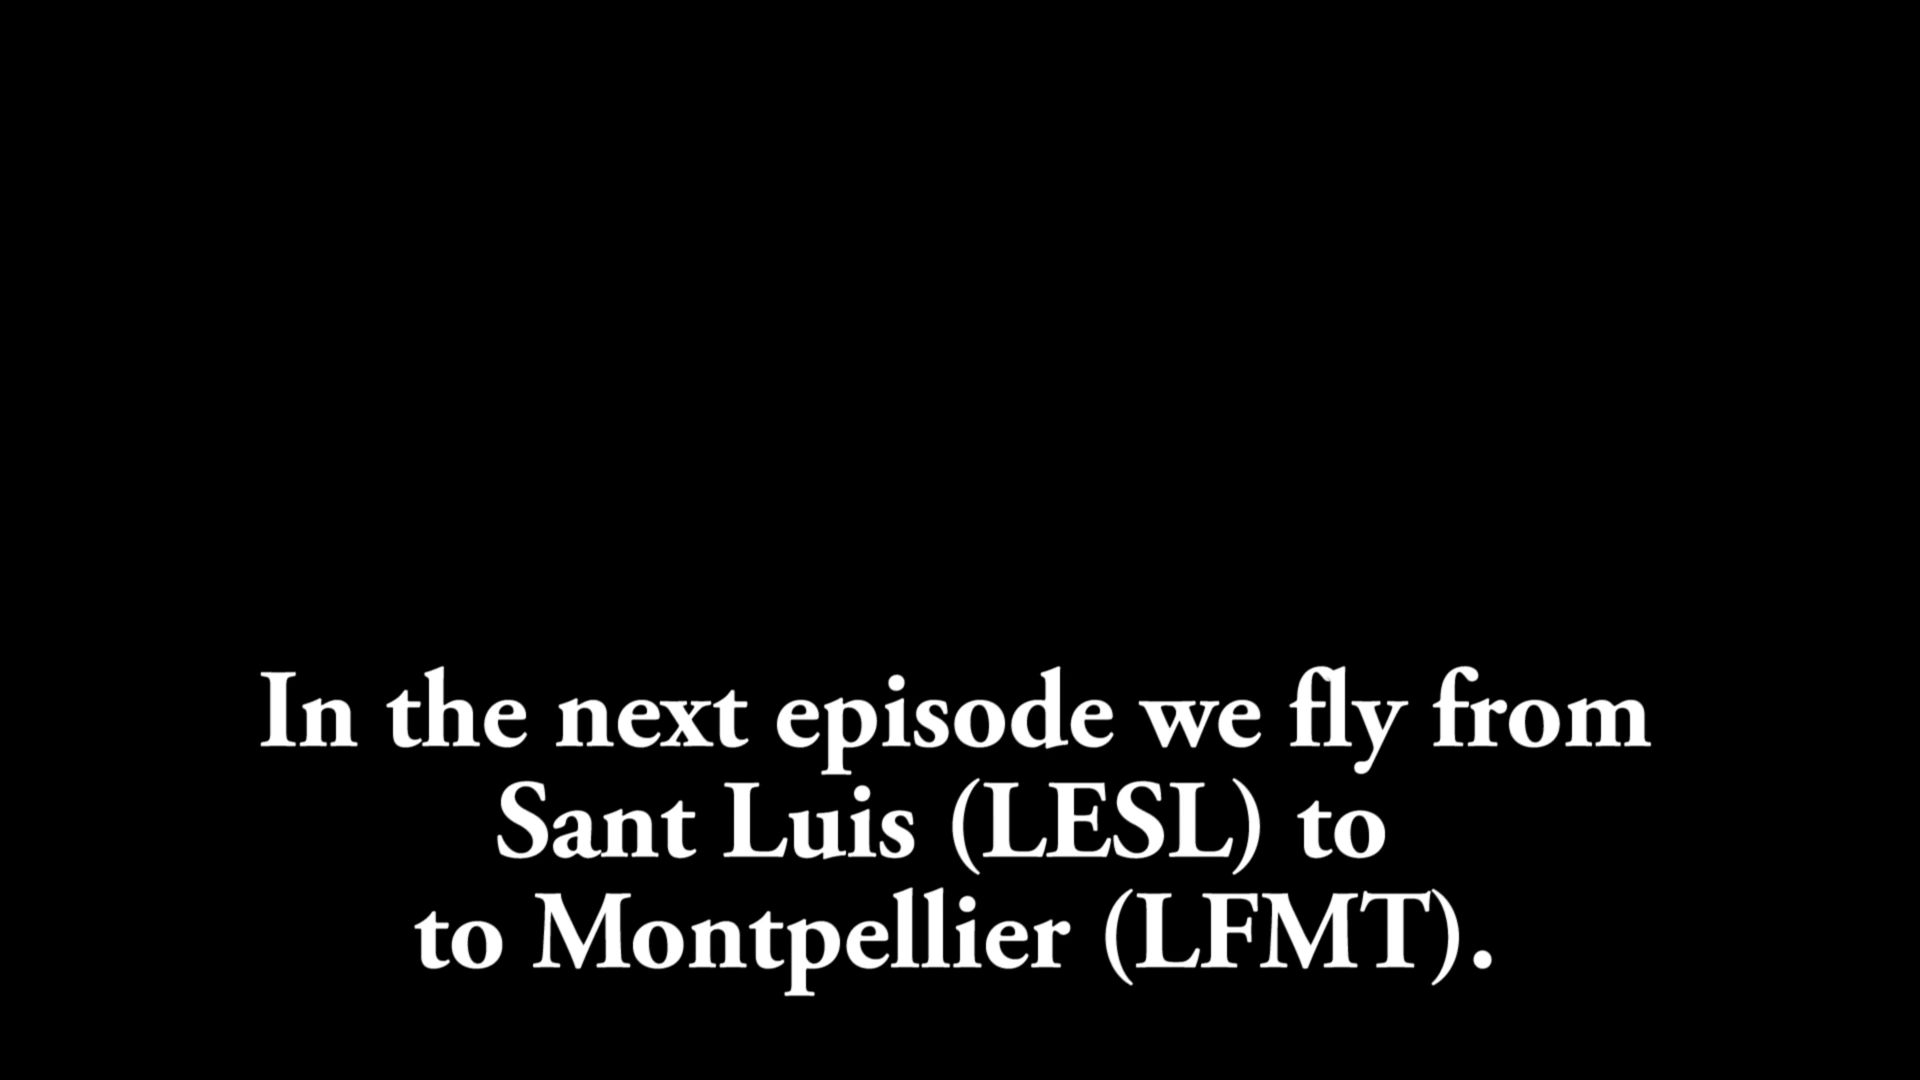 In the next episode we fly from
Sant Luis (LESL) to
to Montpellier (LFMT).